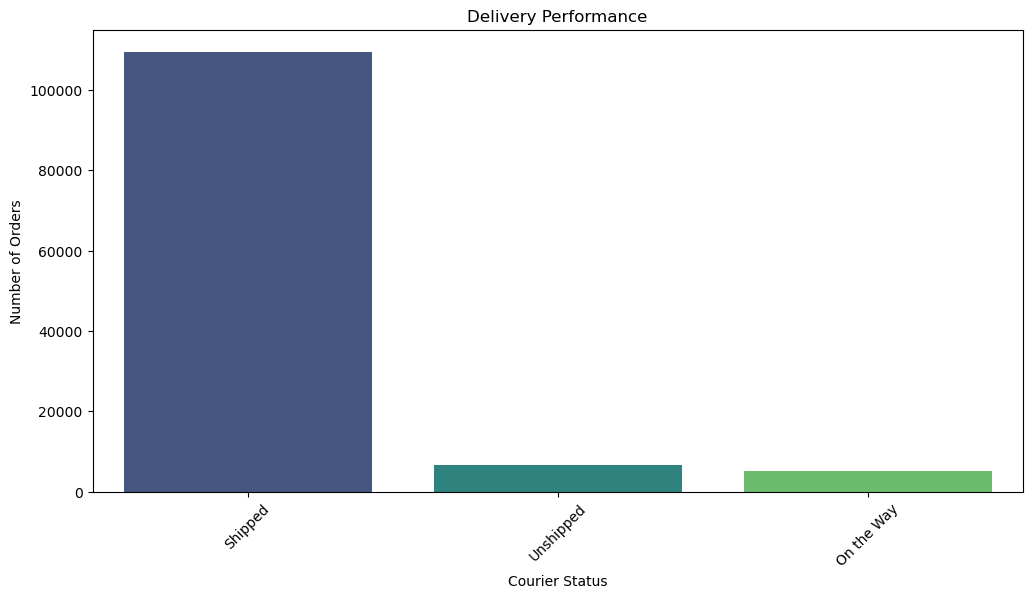 Delivery Performance
Number of Orders
100000
80000
60000
40000
20000
0
Shipped
Unshipped
On the Way
Courier Status